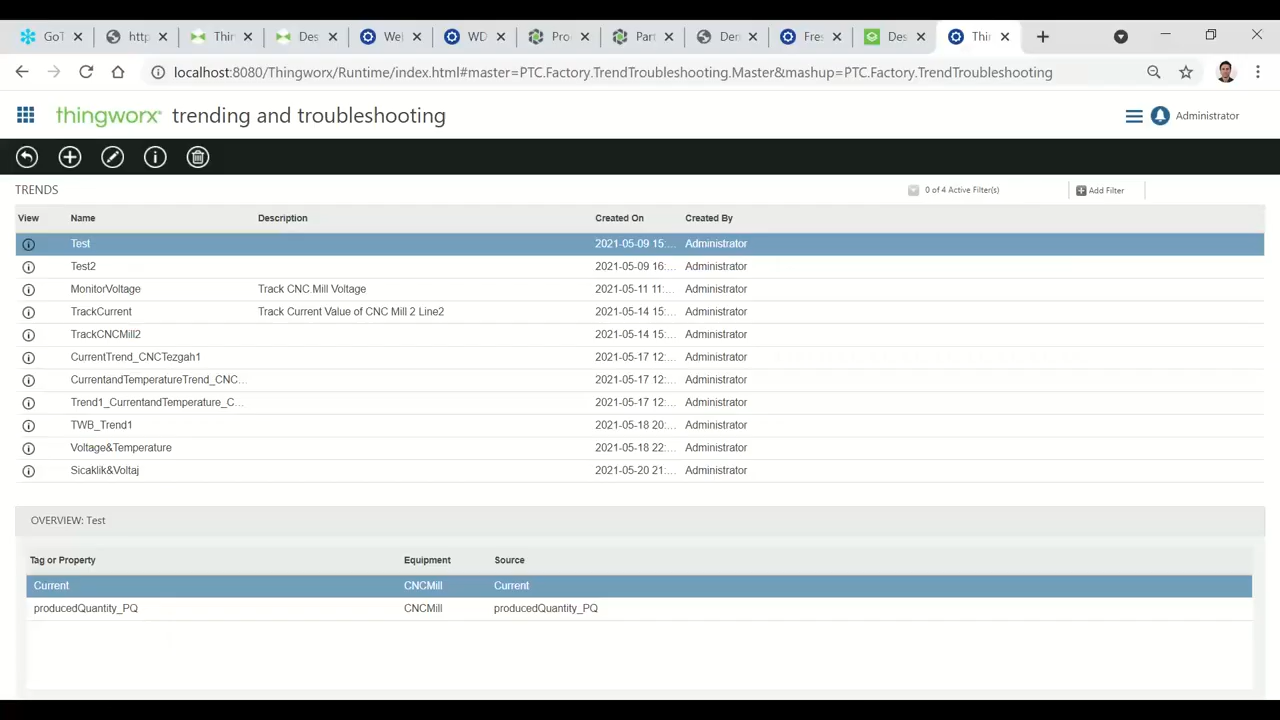 GoT
http
Thin
Des
Wel
WD
Pro
Part
Der
Fres
Des
Thir
localhost:8080/Thingworx/Runtime/index.html#master=PTC.Factory.TrendTroubleshooting.Master&mashup=PTC.Factory.TrendTroubleshooting
thingworx® trending and troubleshooting
Administrator
TRENDS
0 of 4 Active Filter(s)
Add Filter
View Name Description Created On Created By
Test 2021-05-09 15:... Administrator
Test2 2021-05-09 16:... Administrator
MonitorVoltage Track CNC Mill Voltage 2021-05-11 11:... Administrator
TrackCurrent Track Current Value of CNC Mill 2 Line2 2021-05-14 15:... Administrator
TrackCNCMill2 2021-05-14 15:... Administrator
CurrentTrend_CNCTezgah1 2021-05-17 12:... Administrator
CurrentandTemperatureTrend_CNC... 2021-05-17 12:... Administrator
Trend1_CurrentandTemperature_C... 2021-05-17 12:... Administrator
TWB_Trend1 2021-05-18 20:... Administrator
Voltage&Temperature 2021-05-18 22:... Administrator
Sicaklik&Voltaj 2021-05-20 21:... Administrator
OVERVIEW: Test
Tag or Property Equipment Source
Current CNCMill Current
producedQuantity_PQ CNCMill producedQuantity_PQ